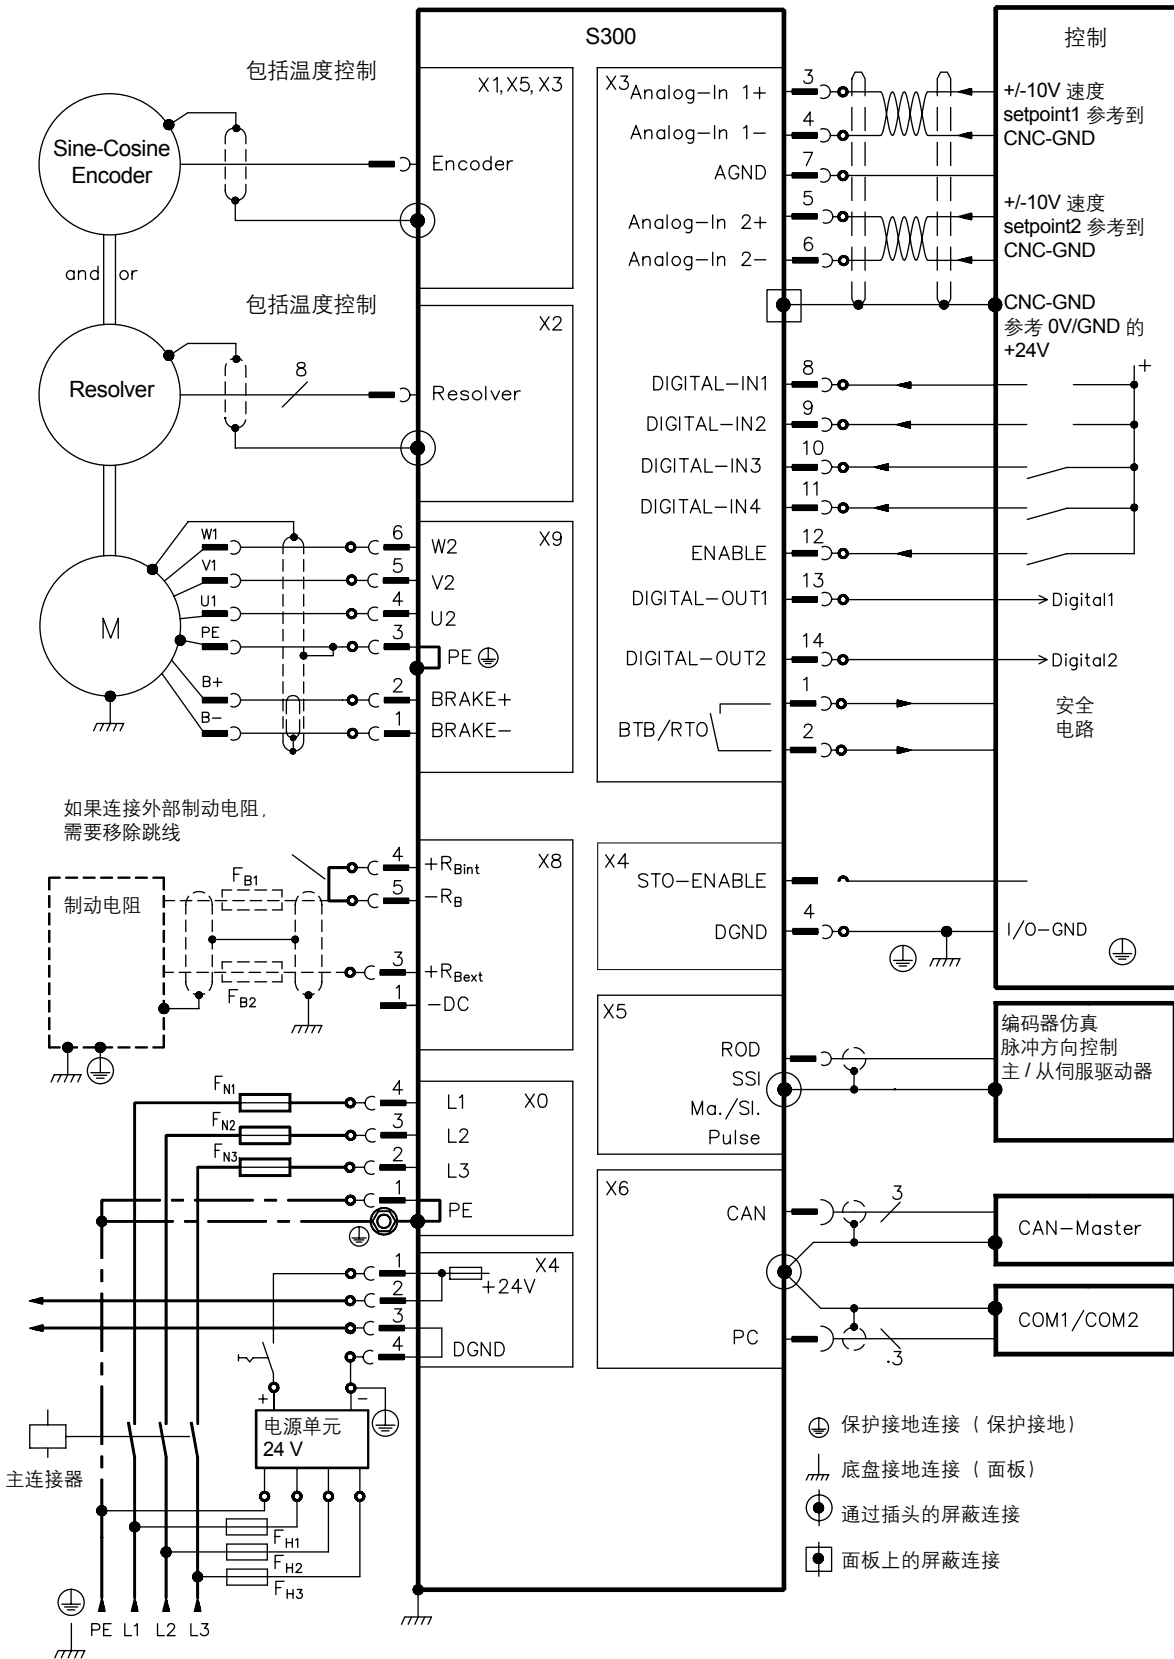 S300
控制
包括温度控制
X1, X5, X3
Sine-Cosine
Encoder
Encoder
and or
包括温度控制
X2
Resolver
8
Resolver
X9
M
W1
6
W2
V1
5
V2
U1
4
U2
PE
3
PE
B+
2
BRAKE+
B-
1
BRAKE-
如果连接外部制动电阻,
需要移除跳线
制动电阻
FB1
FB2
X8
4
+RBint
5
-RB
3
+RBext
1
-DC
X0
FN1
4
L1
FN2
3
L2
FN3
2
L3
1
PE
X4
1
+24V
2
3
4
DGND
+
-
电源单元
24 V
主连接器
FH1
FH2
FH3
PE L1 L2 L3
X3
Analog-In 1+
3
Analog-In 1-
4
AGND
7
Analog-In 2+
5
Analog-In 2-
6
+/-10V 速度
setpoint1 参考到
CNC-GND
+/-10V 速度
setpoint2 参考到
CNC-GND
CNC-GND
参考 0V/GND 的
+24V
+
DIGITAL-IN1
8
DIGITAL-IN2
9
DIGITAL-IN3
10
DIGITAL-IN4
11
ENABLE
12
DIGITAL-OUT1
13
Digital1
DIGITAL-OUT2
14
Digital2
BTB/RTO
1
2
安全
电路
X4
STO-ENABLE
DGND
4
I/O-GND
X5
ROD
SSI
Ma./Sl.
Pulse
编码器仿真
脉冲方向控制
主 / 从伺服驱动器
X6
CAN
3
CAN-Master
PC
.3
COM1/COM2
保护接地连接 ( 保护接地)
底盘接地连接 ( 面板)
通过插头的屏蔽连接
面板上的屏蔽连接